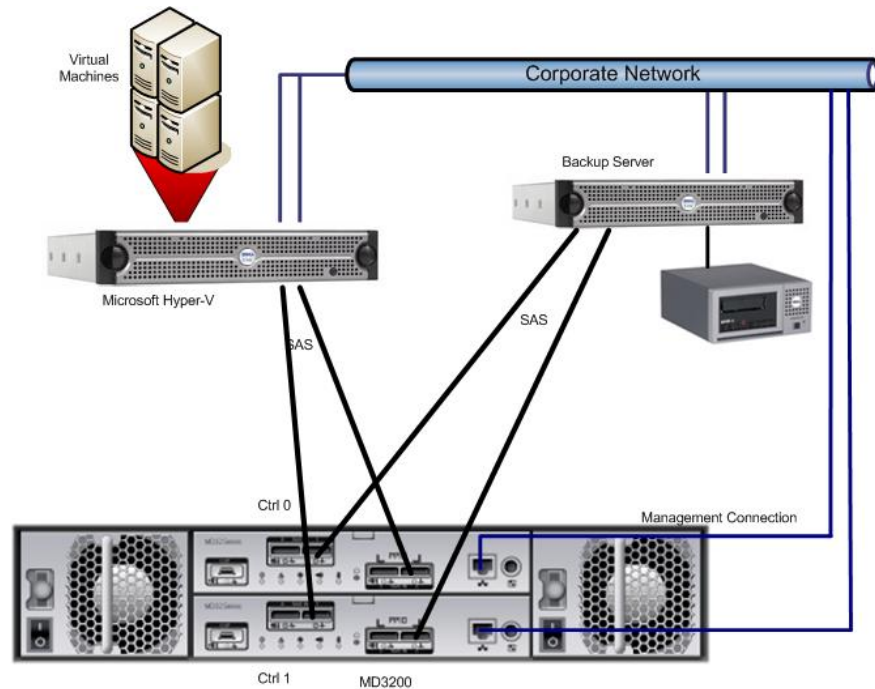 Virtual
Machines
Corporate Network
Backup Server
Microsoft Hyper-V
SAS
SAS
Ctrl 0
Management Connection
Ctrl 1
MD3200